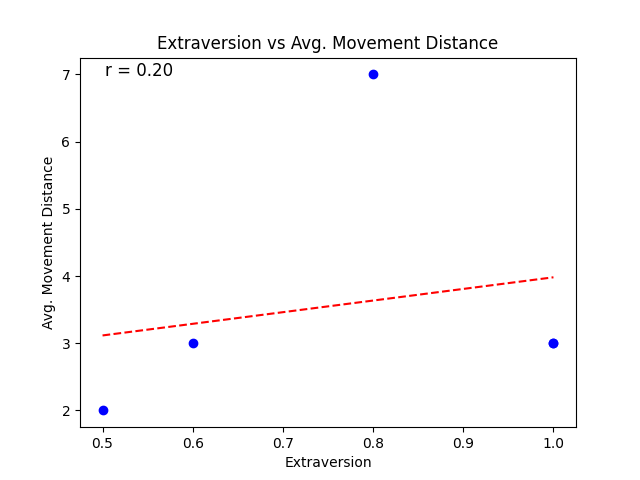 Extraversion vs Avg. Movement Distance
r = 0.20
Avg. Movement Distance
7
6
5
4
3
2
0.5 0.6 0.7 0.8 0.9 1.0
Extraversion